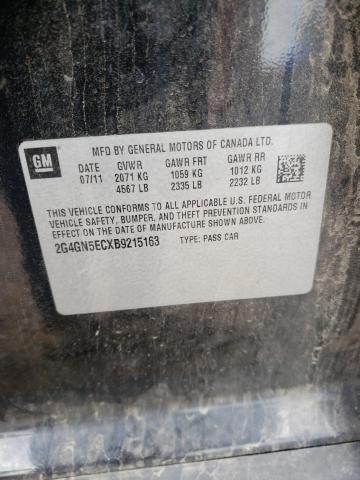 GM
MFD BY GENERAL MOTORS OF CANADA LTD.
DATE GVWR GAWR FRT GAWR RR
07/11 2071 KG 1059 KG 1012 KG
4567 LB 2335 LB 2232 LB
THIS VEHICLE CONFORMS TO ALL APPLICABLE U.S. FEDERAL MOTOR
VEHICLE SAFETY, BUMPER, AND THEFT PREVENTION STANDARDS IN
EFFECT ON THE DATE OF MANUFACTURE SHOWN ABOVE.
2G4GN5ECXB9215163 TYPE: PASS CAR